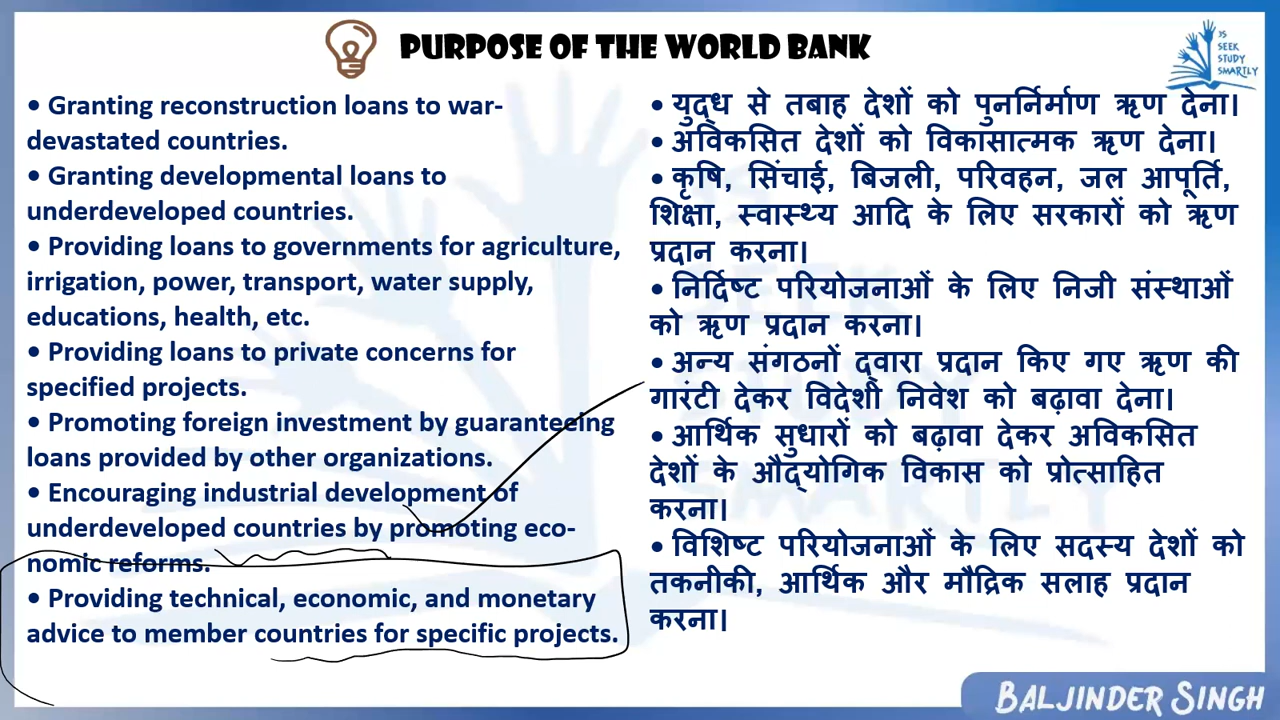 PURPOSE OF THE WORLD BANK
JS
SEEK
STUDY
SMARTLY
• Granting reconstruction loans to war-
devastated countries.
• Granting developmental loans to
underdeveloped countries.
• Providing loans to governments for agriculture,
irrigation, power, transport, water supply,
educations, health, etc.
• Providing loans to private concerns for
specified projects.
• Promoting foreign investment by guaranteeing
loans provided by other organizations.
• Encouraging industrial development of
underdeveloped countries by promoting eco-
nomic reforms.
• Providing technical, economic, and monetary
advice to member countries for specific projects.
• युद्ध से तबाह देशों को पुनर्निर्माण ऋण देना।
• अविकसित देशों को विकासात्मक ऋण देना।
• कृषि, सिंचाई, बिजली, परिवहन, जल आपूर्ति,
शिक्षा, स्वास्थ्य आदि के लिए सरकारों को ऋण
प्रदान करना।
• निर्दिष्ट परियोजनाओं के लिए निजी संस्थाओं
को ऋण प्रदान करना।
• अन्य संगठनों द्वारा प्रदान किए गए ऋण की
गारंटी देकर विदेशी निवेश को बढ़ावा देना।
• आर्थिक सुधारों को बढ़ावा देकर अविकसित
देशों के औद्योगिक विकास को प्रोत्साहित
करना।
• विशिष्ट परियोजनाओं के लिए सदस्य देशों को
तकनीकी, आर्थिक और मौद्रिक सलाह प्रदान
करना।
SEEK
STUDY
SMARTLY
BALJINDER SINGH